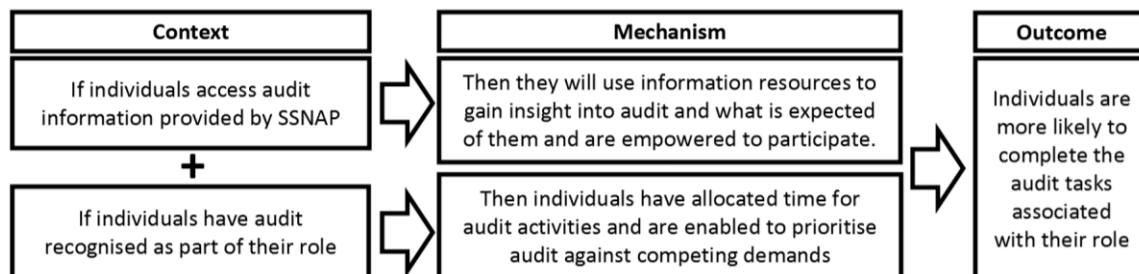 Context
Mechanism
Outcome
If individuals access audit
information provided by SSNAP
Then they will use information resources to
gain insight into audit and what is expected
of them and are empowered to participate.
+
If individuals have audit
recognised as part of their role
Then individuals have allocated time for
audit activities and are enabled to prioritise
audit against competing demands
Individuals are
more likely to
complete the
audit tasks
associated
with their role